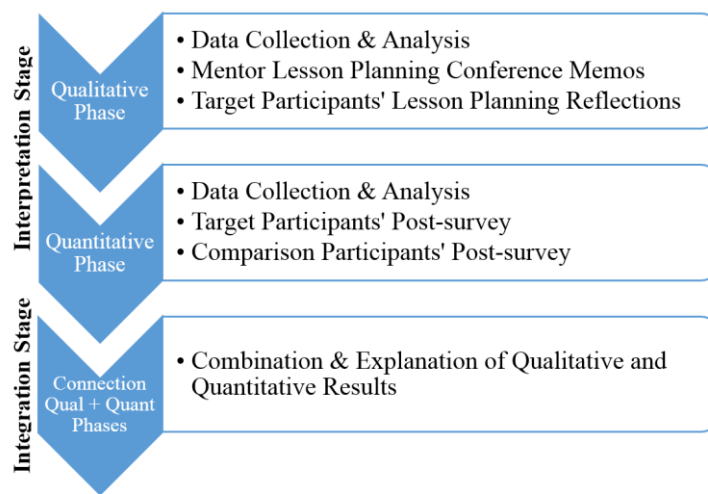 Interpretation Stage
Qualitative
Phase
• Data Collection & Analysis
• Mentor Lesson Planning Conference Memos
• Target Participants' Lesson Planning Reflections
Quantitative
Phase
• Data Collection & Analysis
• Target Participants' Post-survey
• Comparison Participants' Post-survey
Integration Stage
Connection
Qual + Quant
Phases
• Combination & Explanation of Qualitative and
Quantitative Results